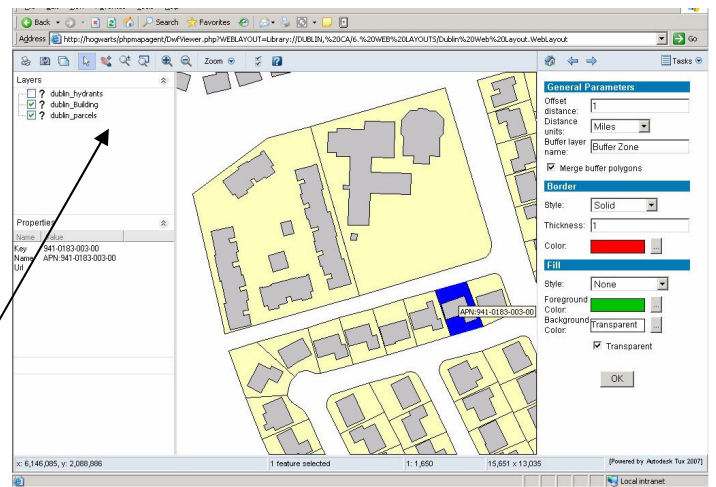 Back Search Favorites
Address http://hogwarts/phpmapagent/DwfViewer.php?WEBLAYOUT=Library://DUBLIN,%20CA/6.%20WEB%20LAYOUTS/Dublin%20Web%20Layout.WebLayout Go
Zoom Tasks
Layers
? dublin_hydrants
? dublin_Building
? dublin_parcels
Properties
Name Value
Key 941-0183-003-00
Name APN:941-0183-003-00
Url
APN:941-0183-003-00
General Parameters
Offset distance: 1
Distance units: Miles
Buffer layer name: Buffer Zone
Merge buffer polygons
Border
Style: Solid
Thickness: 1
Color: ...
Fill
Style: None
Foreground Color: ...
Background Color: Transparent ...
Transparent
OK
x: 6,146,085, y: 2,088,886 1 feature selected 1: 1,650 15,651 x 13,035 [Powered by Autodesk Tux 2007]
Local intranet